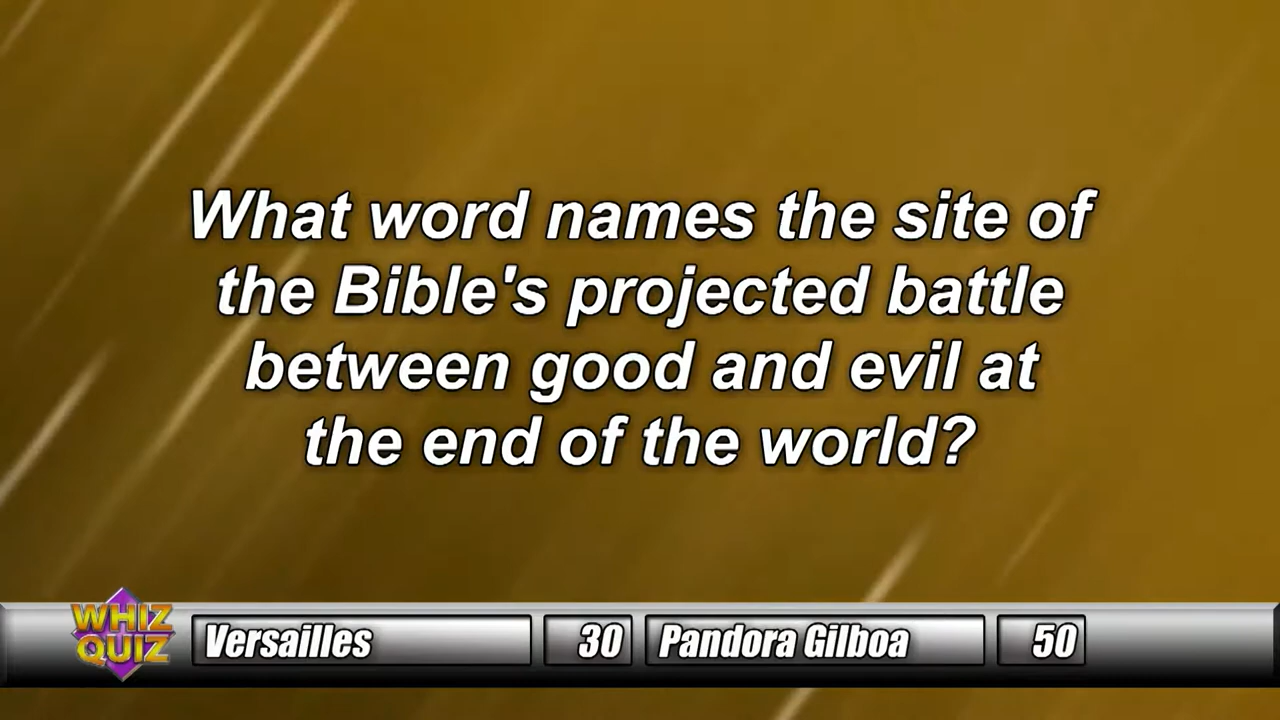 What word names the site of
the Bible's projected battle
between good and evil at
the end of the world?
WHIZ
QUIZ
Versailles 30 Pandora Gilboa 50